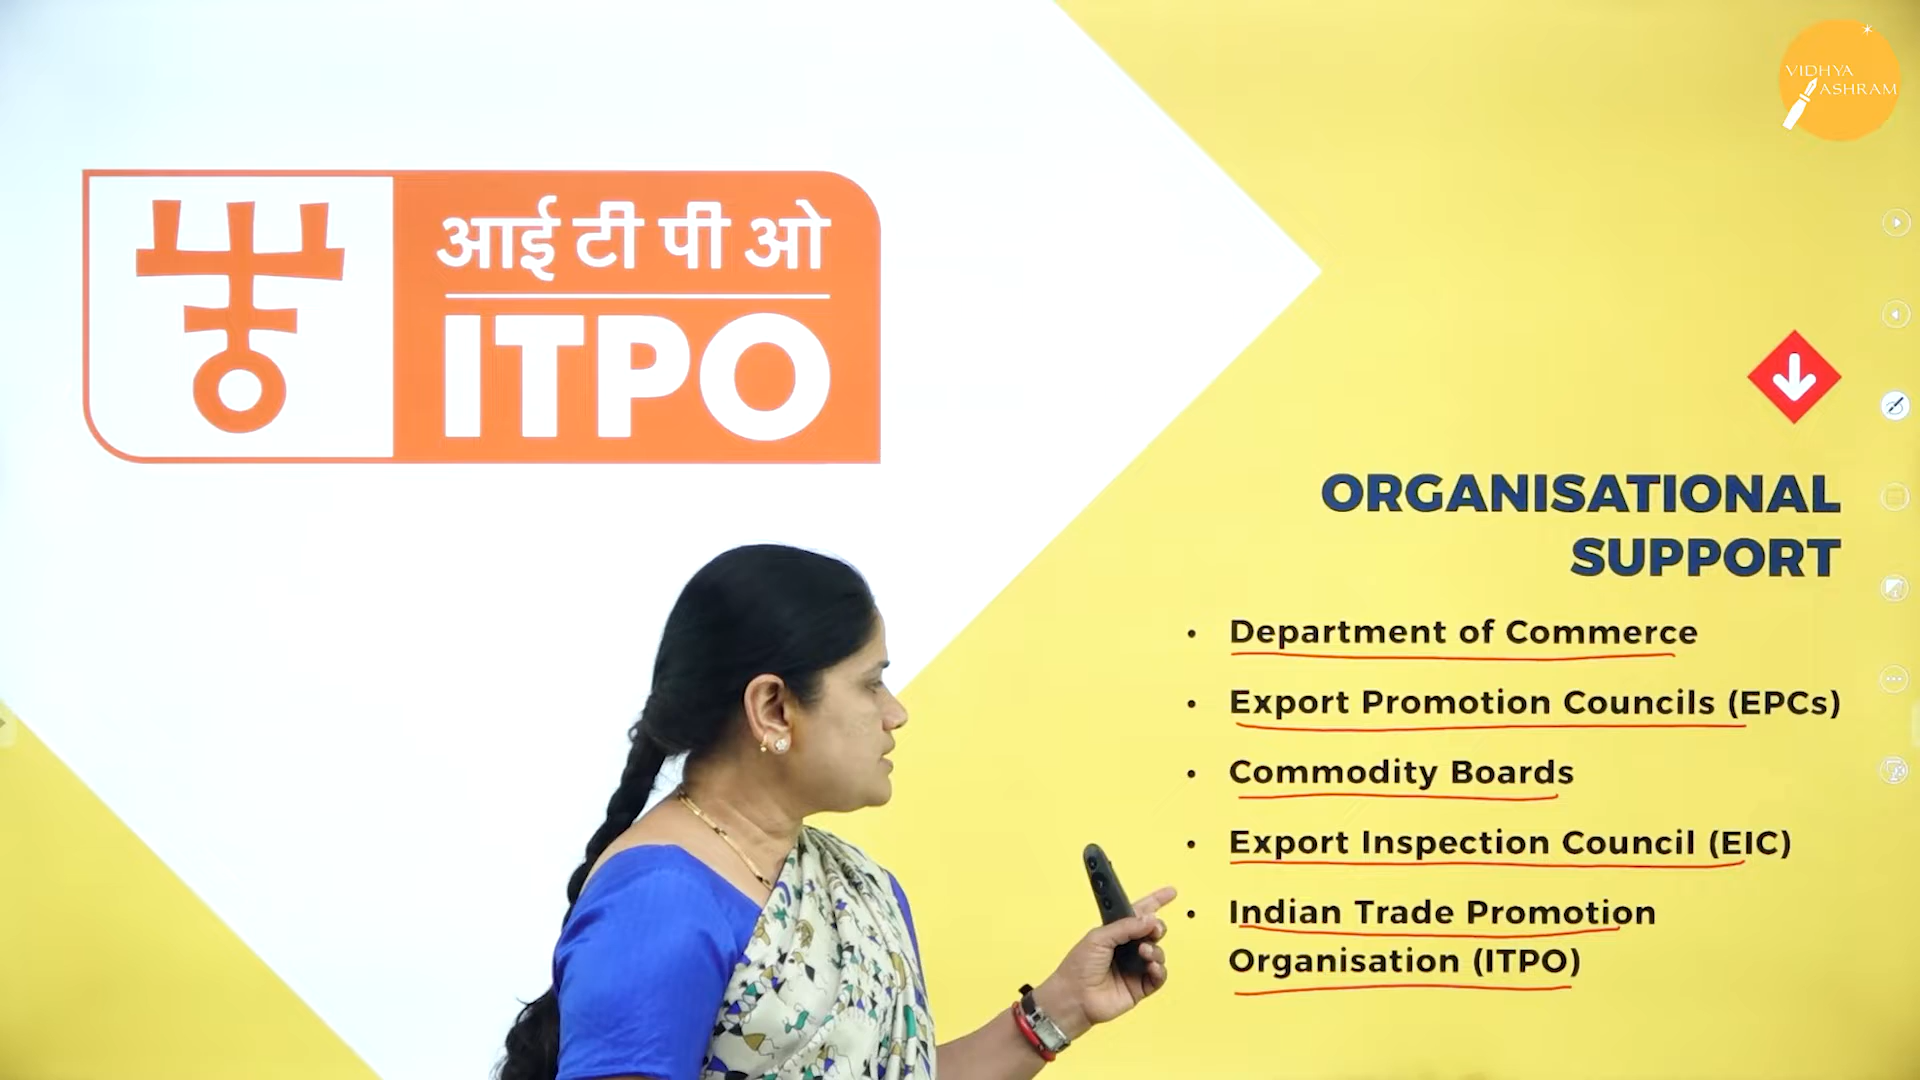 VIDHYA
ASHRAM
आई टी पी ओ
ITPO
ORGANISATIONAL
SUPPORT
• Department of Commerce
• Export Promotion Councils (EPCs)
• Commodity Boards
• Export Inspection Council (EIC)
• Indian Trade Promotion
Organisation (ITPO)